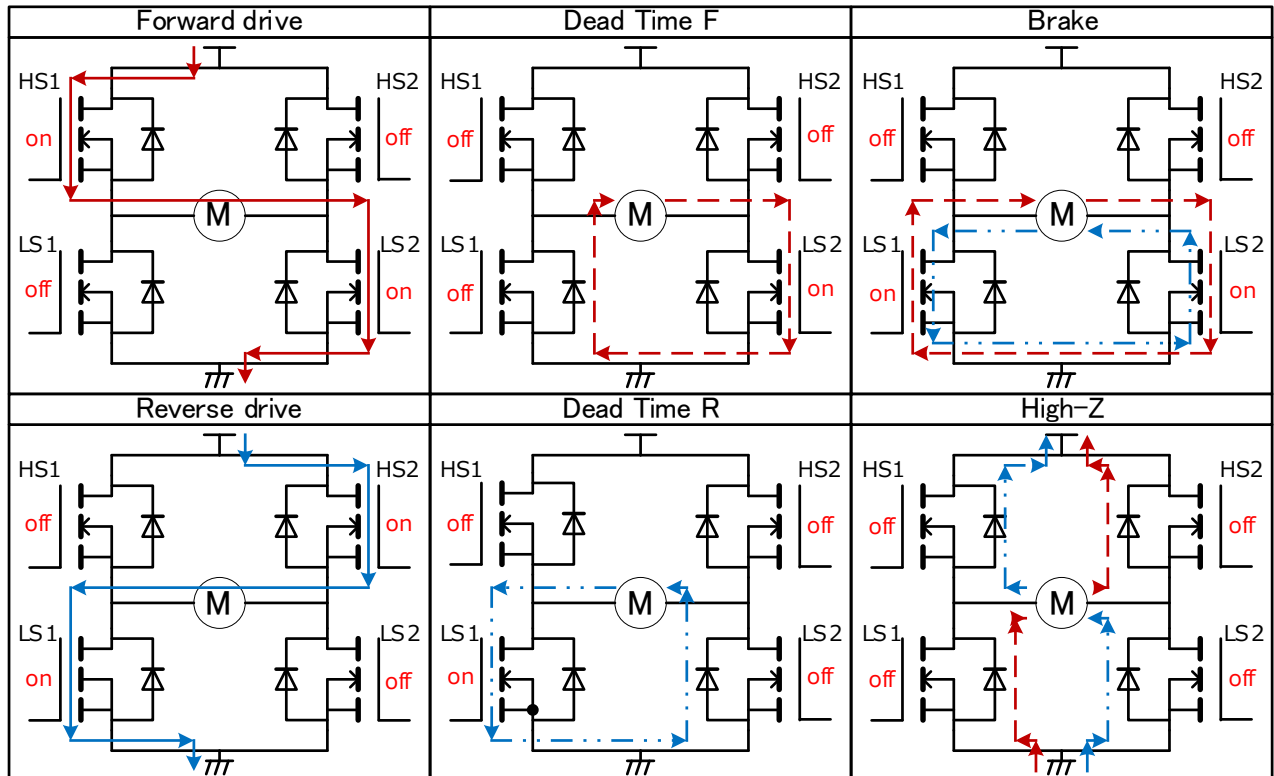 Forward drive
Dead Time F
Brake
HS1
HS2
HS1
HS2
HS1
HS2
on
off
off
off
off
off
M
M
M
LS1
LS2
LS1
LS2
LS1
LS2
off
on
off
on
on
on
Reverse drive
Dead Time R
High-Z
HS1
HS2
HS1
HS2
HS1
HS2
off
on
off
off
off
off
M
M
M
LS1
LS2
LS1
LS2
LS1
LS2
on
off
on
off
off
off